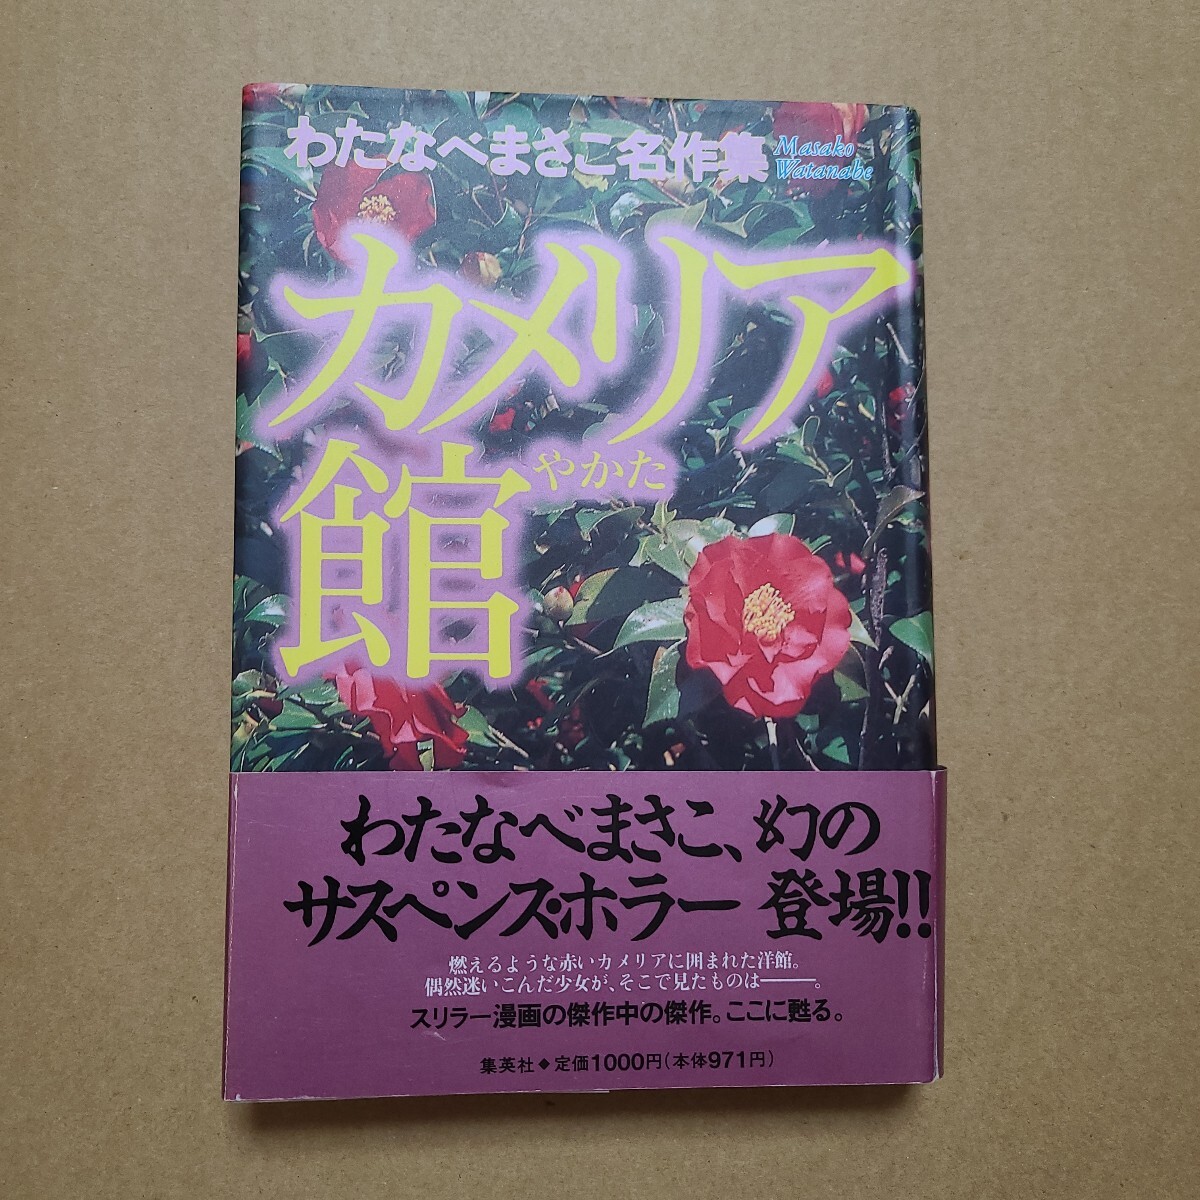 わたなべまさこ名作集
Masako
Watanabe
カメリア
館
やかた
わたなべまさこ、幻の
サスペンス・ホラー 登場!!
燃えるような赤いカメリアに囲まれた洋館。
偶然迷いこんだ少女が、そこで見たものは――。
スリラー漫画の傑作中の傑作。ここに甦る。
集英社◆定価1000円(本体971円)